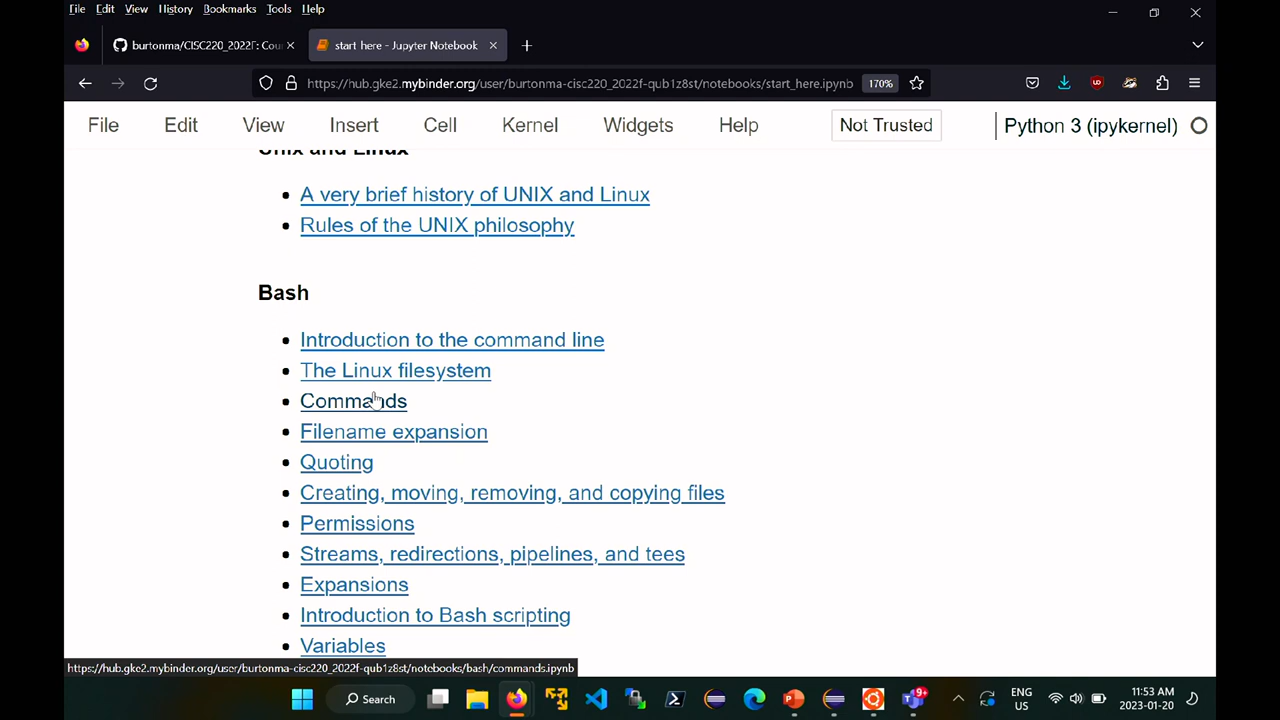 File Edit View History Bookmarks Tools Help
burtonma/CISC220_2022F: Cou
start here - Jupyter Notebook
https://hub.gke2.mybinder.org/user/burtonma-cisc220_2022f-qub1z8st/notebooks/start_here.ipynb
170%
File Edit View Insert Cell Kernel Widgets Help
Not Trusted
Python 3 (ipykernel)
Unix and Linux
A very brief history of UNIX and Linux
Rules of the UNIX philosophy
Bash
Introduction to the command line
The Linux filesystem
Commands
Filename expansion
Quoting
Creating, moving, removing, and copying files
Permissions
Streams, redirections, pipelines, and tees
Expansions
Introduction to Bash scripting
Variables
https://hub.gke2.mybinder.org/user/burtonma-cisc220_2022f-qub1z8st/notebooks/bash/commands.ipynb
Search
9+
ENG
US
11:53 AM
2023-01-20